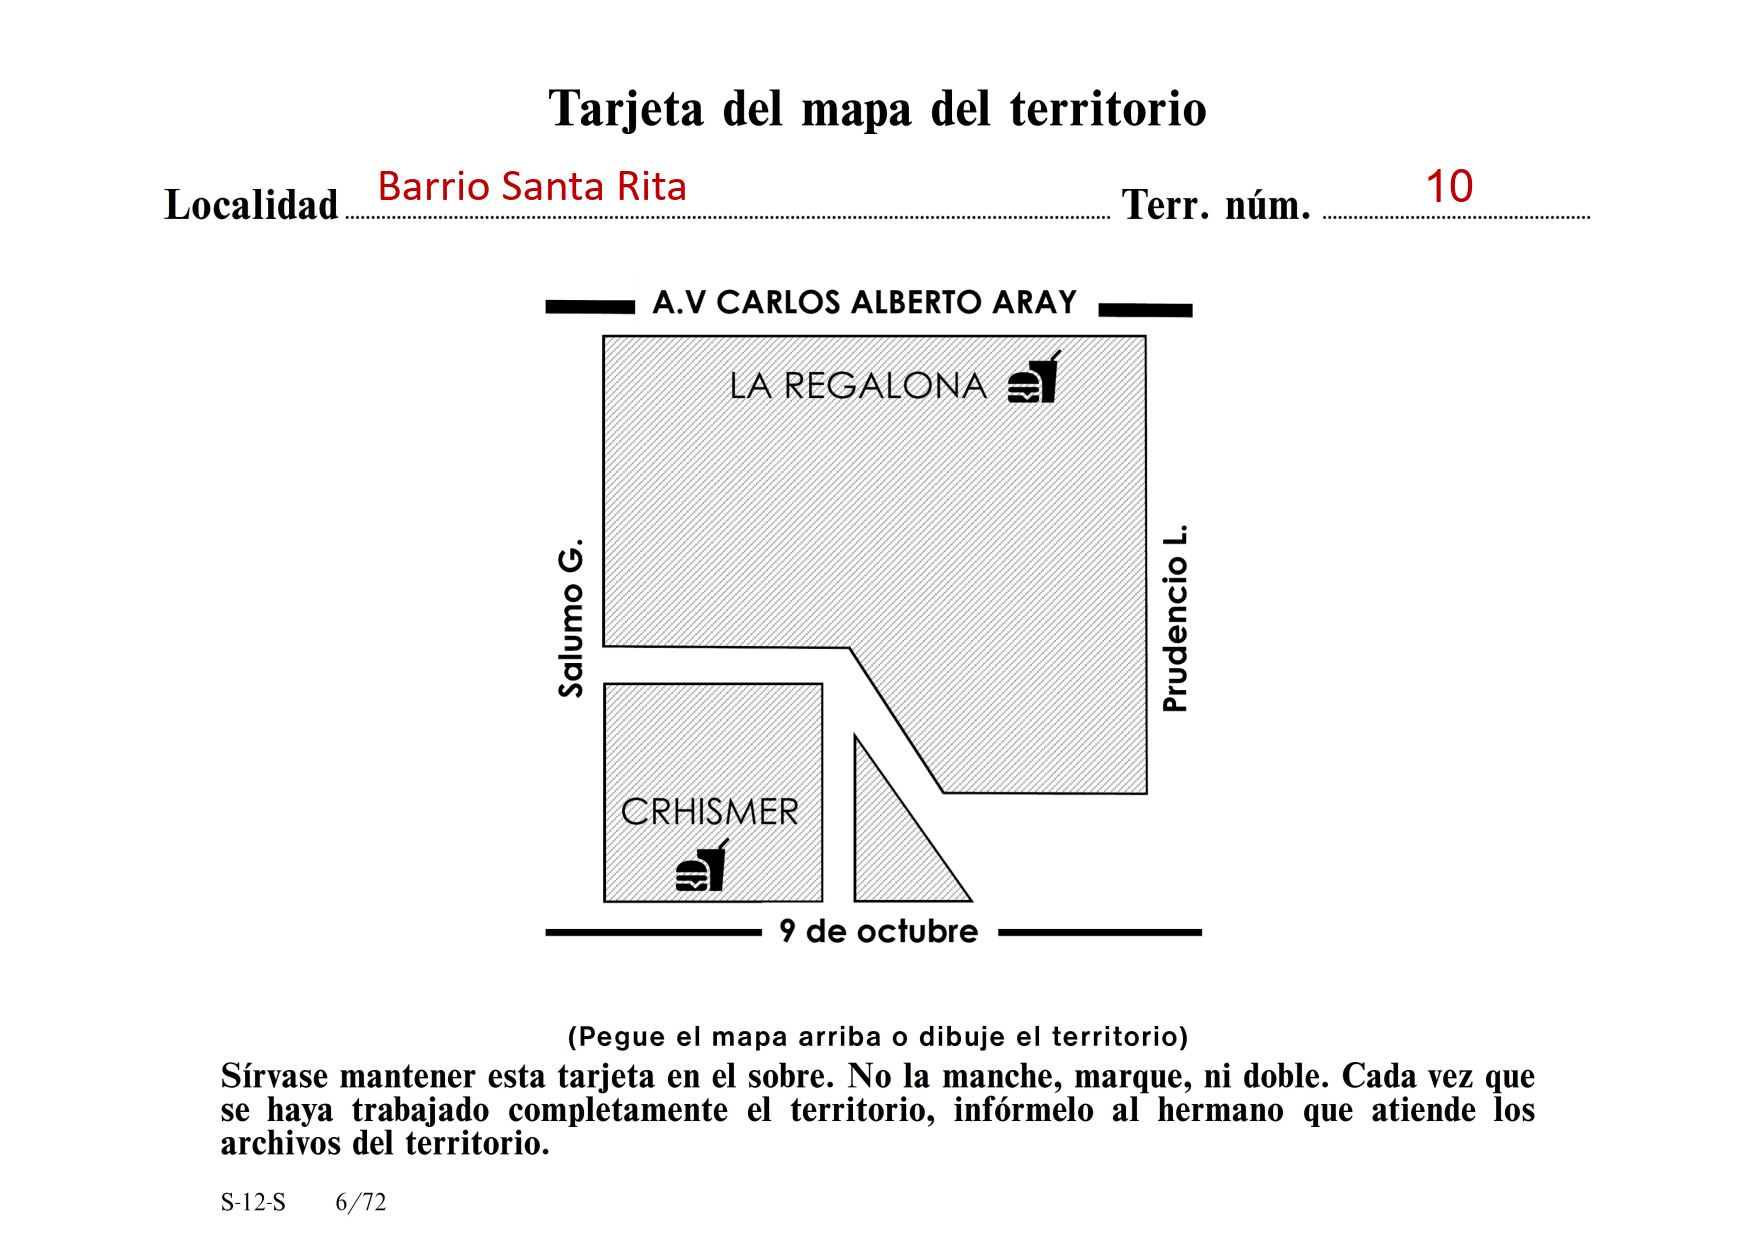 Tarjeta del mapa del territorio
Localidad Barrio Santa Rita Terr. núm. 10
A.V CARLOS ALBERTO ARAY
LA REGALONA
Salumo G.
Prudencio L.
CRHISMER
9 de octubre
(Pegue el mapa arriba o dibuje el territorio)
Sírvase mantener esta tarjeta en el sobre. No la manche, marque, ni doble. Cada vez que
se haya trabajado completamente el territorio, infórmelo al hermano que atiende los
archivos del territorio.
S-12-S 6/72